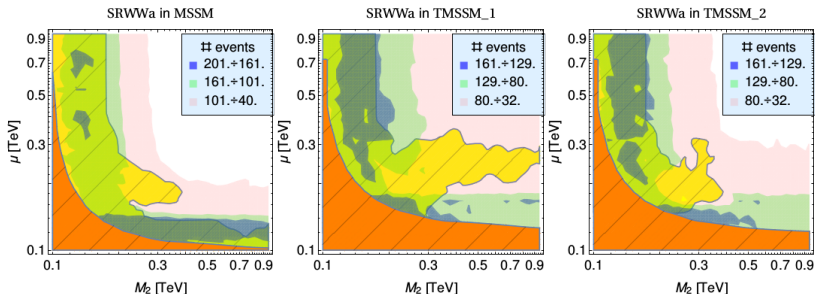 SRWWa in MSSM
# events
201.÷161.
161.÷101.
101.÷40.
0.9
0.7
0.5
0.3
0.1
μ [TeV]
0.1 0.3 0.5 0.7 0.9
M2 [TeV]
SRWWa in TMSSM_1
# events
161.÷129.
129.÷80.
80.÷32.
0.9
0.7
0.5
0.3
0.1
μ [TeV]
0.1 0.3 0.5 0.7 0.9
M2 [TeV]
SRWWa in TMSSM_2
# events
161.÷129.
129.÷80.
80.÷32.
0.9
0.7
0.5
0.3
0.1
μ [TeV]
0.1 0.3 0.5 0.7 0.9
M2 [TeV]